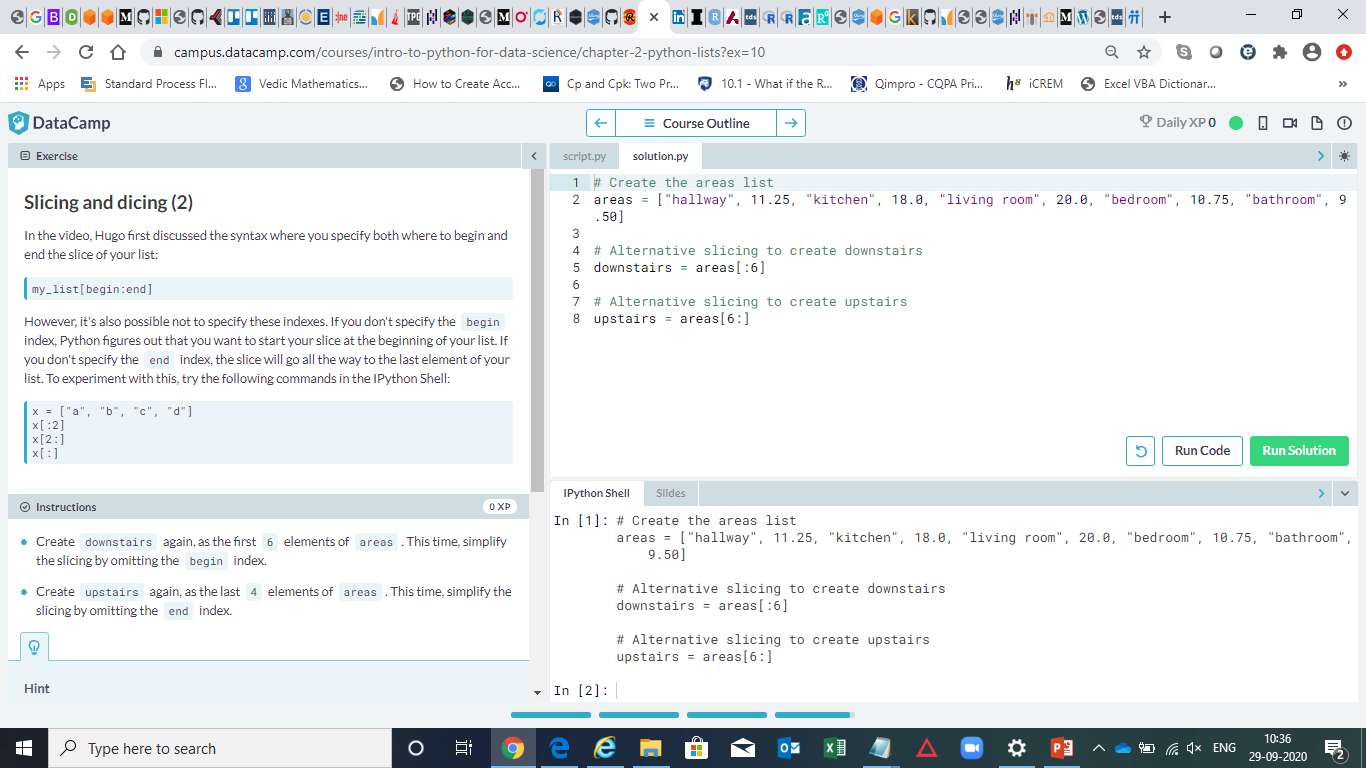 campus.datacamp.com/courses/intro-to-python-for-data-science/chapter-2-python-lists?ex=10
Apps Standard Process Fl... Vedic Mathematics... How to Create Acc... Cp and Cpk: Two Pr... 10.1 - What if the R... Qimpro - CQPA Pri... iCREM Excel VBA Dictionar... »
DataCamp
Course Outline
Daily XP 0
Exercise
script.py solution.py
Slicing and dicing (2)
In the video, Hugo first discussed the syntax where you specify both where to begin and
end the slice of your list:
my_list[begin:end]
However, it's also possible not to specify these indexes. If you don't specify the begin
index, Python figures out that you want to start your slice at the beginning of your list. If
you don't specify the end index, the slice will go all the way to the last element of your
list. To experiment with this, try the following commands in the IPython Shell:
x = ["a", "b", "c", "d"]
x[:2]
x[2:]
x[:]
Instructions 0 XP
Create downstairs again, as the first 6 elements of areas . This time, simplify
the slicing by omitting the begin index.
Create upstairs again, as the last 4 elements of areas . This time, simplify the
slicing by omitting the end index.
Hint
1 # Create the areas list
2 areas = ["hallway", 11.25, "kitchen", 18.0, "living room", 20.0, "bedroom", 10.75, "bathroom", 9
.50]
3
4 # Alternative slicing to create downstairs
5 downstairs = areas[:6]
6
7 # Alternative slicing to create upstairs
8 upstairs = areas[6:]
Run Code Run Solution
IPython Shell Slides
In [1]: # Create the areas list
areas = ["hallway", 11.25, "kitchen", 18.0, "living room", 20.0, "bedroom", 10.75, "bathroom",
9.50]
# Alternative slicing to create downstairs
downstairs = areas[:6]
# Alternative slicing to create upstairs
upstairs = areas[6:]
In [2]:
Type here to search
ENG
10:36
29-09-2020
2